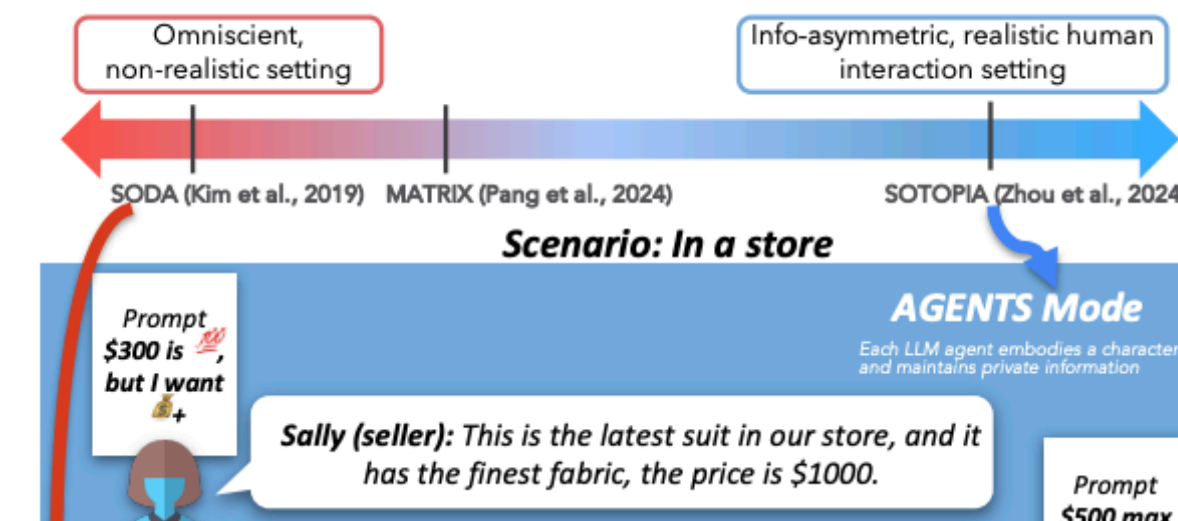 Omniscient,
non-realistic setting
Info-asymmetric, realistic human
interaction setting
SODA (Kim et al., 2019)
MATRIX (Pang et al., 2024)
SOTOPIA (Zhou et al., 2024
Scenario: In a store
AGENTS Mode
Each LLM agent embodies a character
and maintains private information
Prompt
$300 is 💯,
but I want
💰+
Sally (seller): This is the latest suit in our store, and it
has the finest fabric, the price is $1000.
Prompt
$500 max